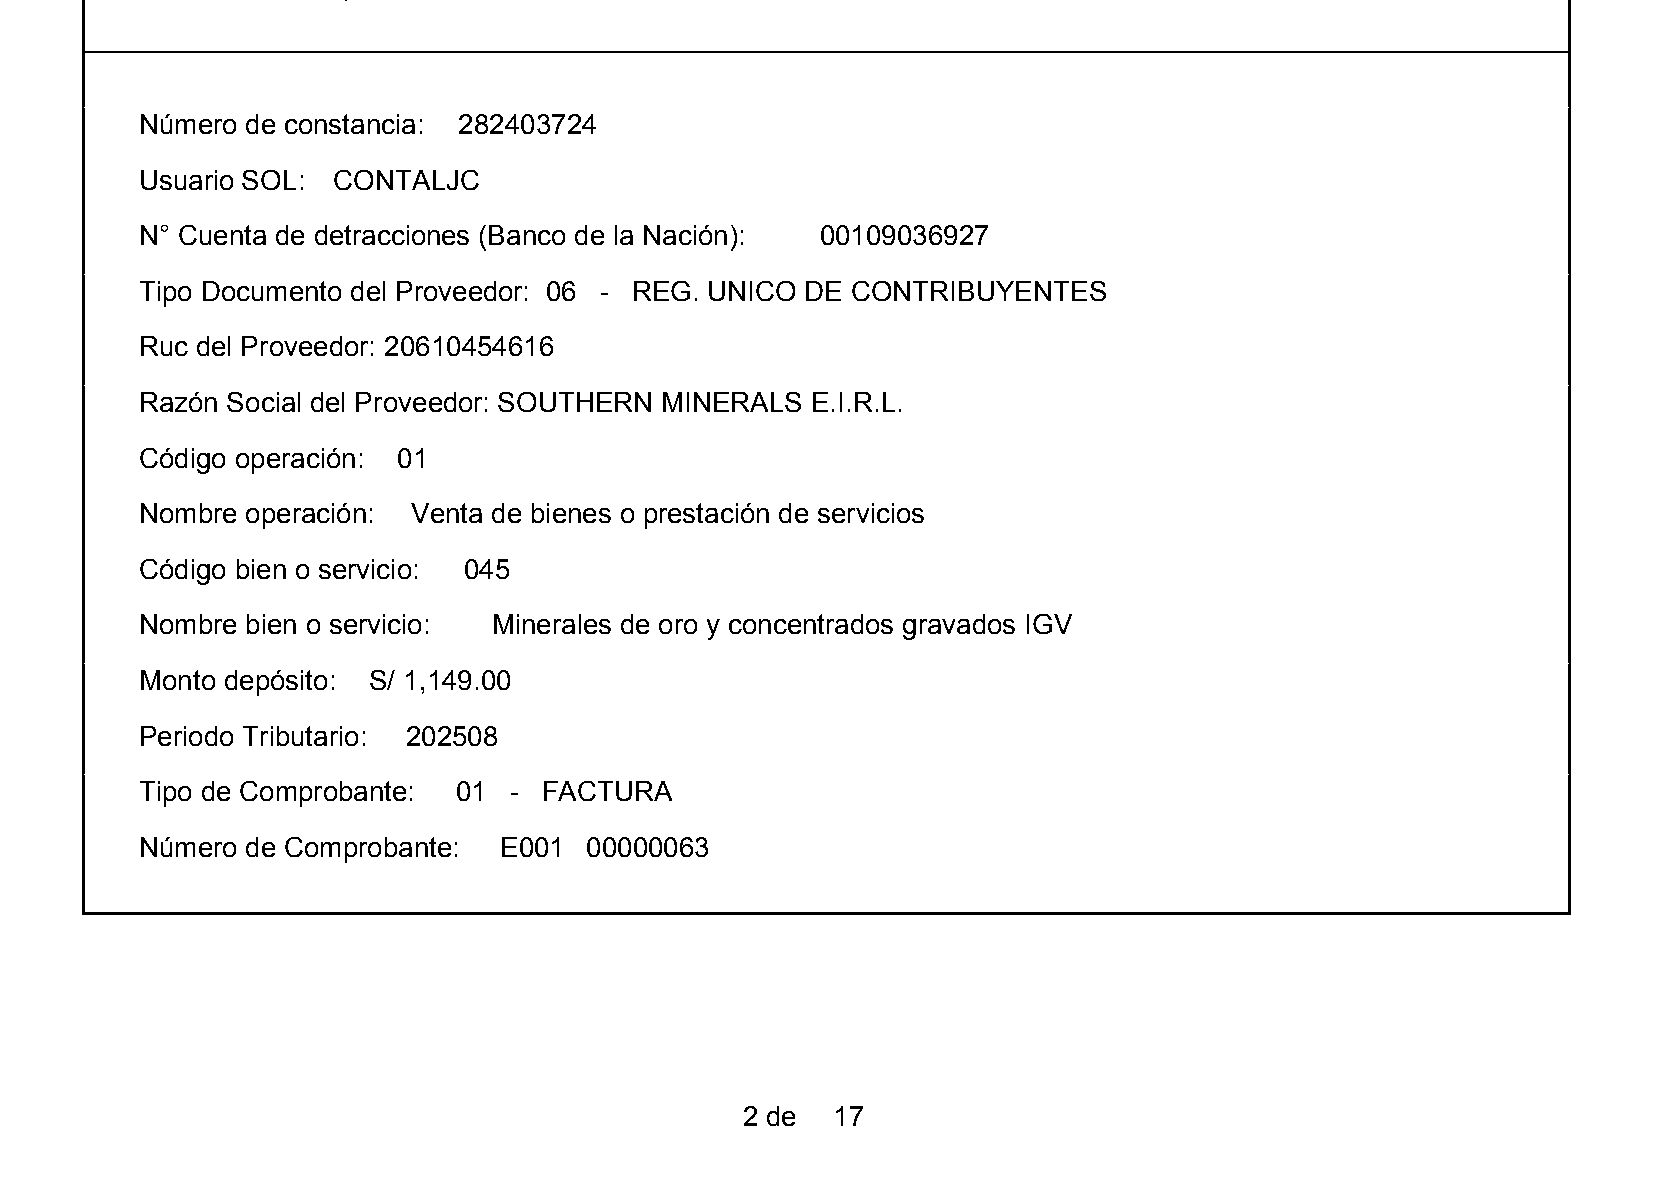 Número de constancia: 282403724
Usuario SOL: CONTALJC
N° Cuenta de detracciones (Banco de la Nación): 00109036927
Tipo Documento del Proveedor: 06 - REG. UNICO DE CONTRIBUYENTES
Ruc del Proveedor: 20610454616
Razón Social del Proveedor: SOUTHERN MINERALS E.I.R.L.
Código operación: 01
Nombre operación: Venta de bienes o prestación de servicios
Código bien o servicio: 045
Nombre bien o servicio: Minerales de oro y concentrados gravados IGV
Monto depósito: S/ 1,149.00
Periodo Tributario: 202508
Tipo de Comprobante: 01 - FACTURA
Número de Comprobante: E001 00000063
2 de 17